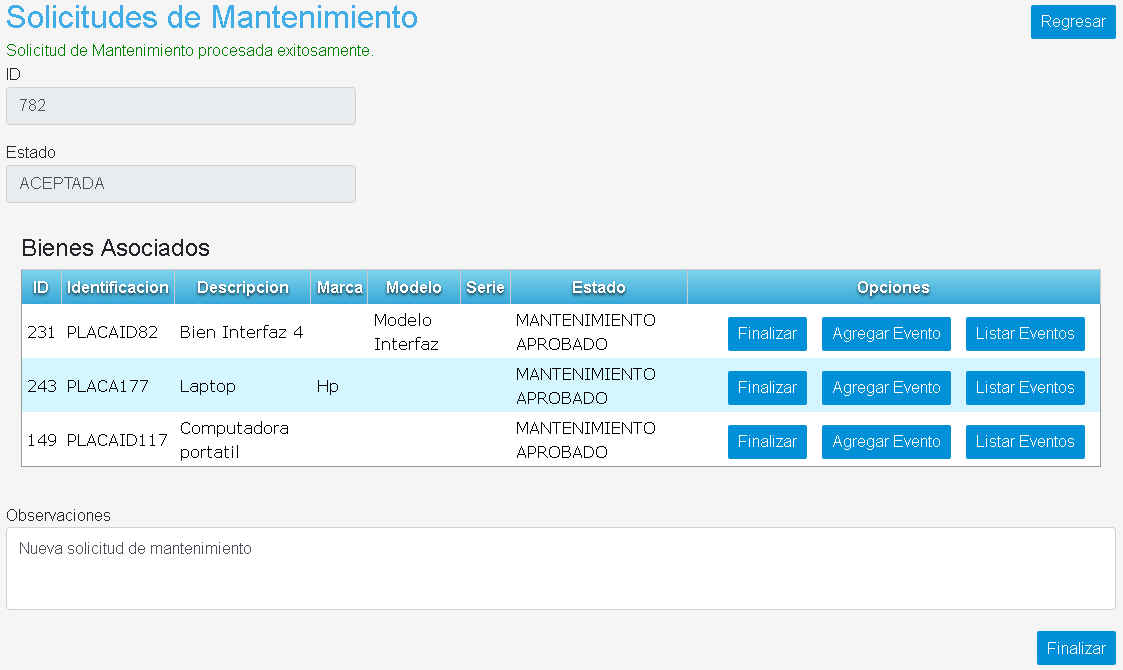 Solicitudes de Mantenimiento
Regresar
Solicitud de Mantenimiento procesada exitosamente.
ID
782
Estado
ACEPTADA
Bienes Asociados
ID Identificacion Descripcion Marca Modelo Serie Estado Opciones
231 PLACAID82 Bien Interfaz 4 Modelo Interfaz MANTENIMIENTO APROBADO Finalizar Agregar Evento Listar Eventos
243 PLACA177 Laptop Hp MANTENIMIENTO APROBADO Finalizar Agregar Evento Listar Eventos
149 PLACAID117 Computadora portatil MANTENIMIENTO APROBADO Finalizar Agregar Evento Listar Eventos
Observaciones
Nueva solicitud de mantenimiento
Finalizar